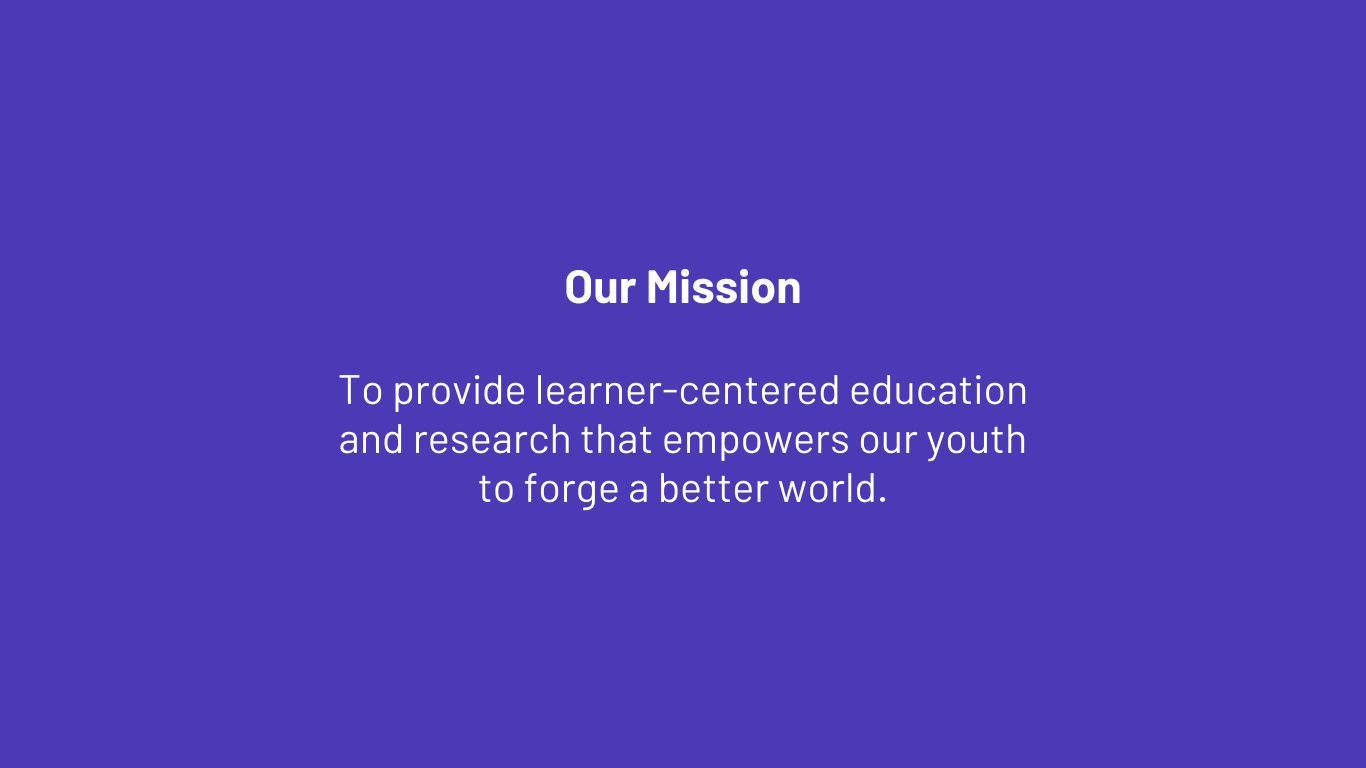 Our Mission
To provide learner-centered education
and research that empowers our youth
to forge a better world.